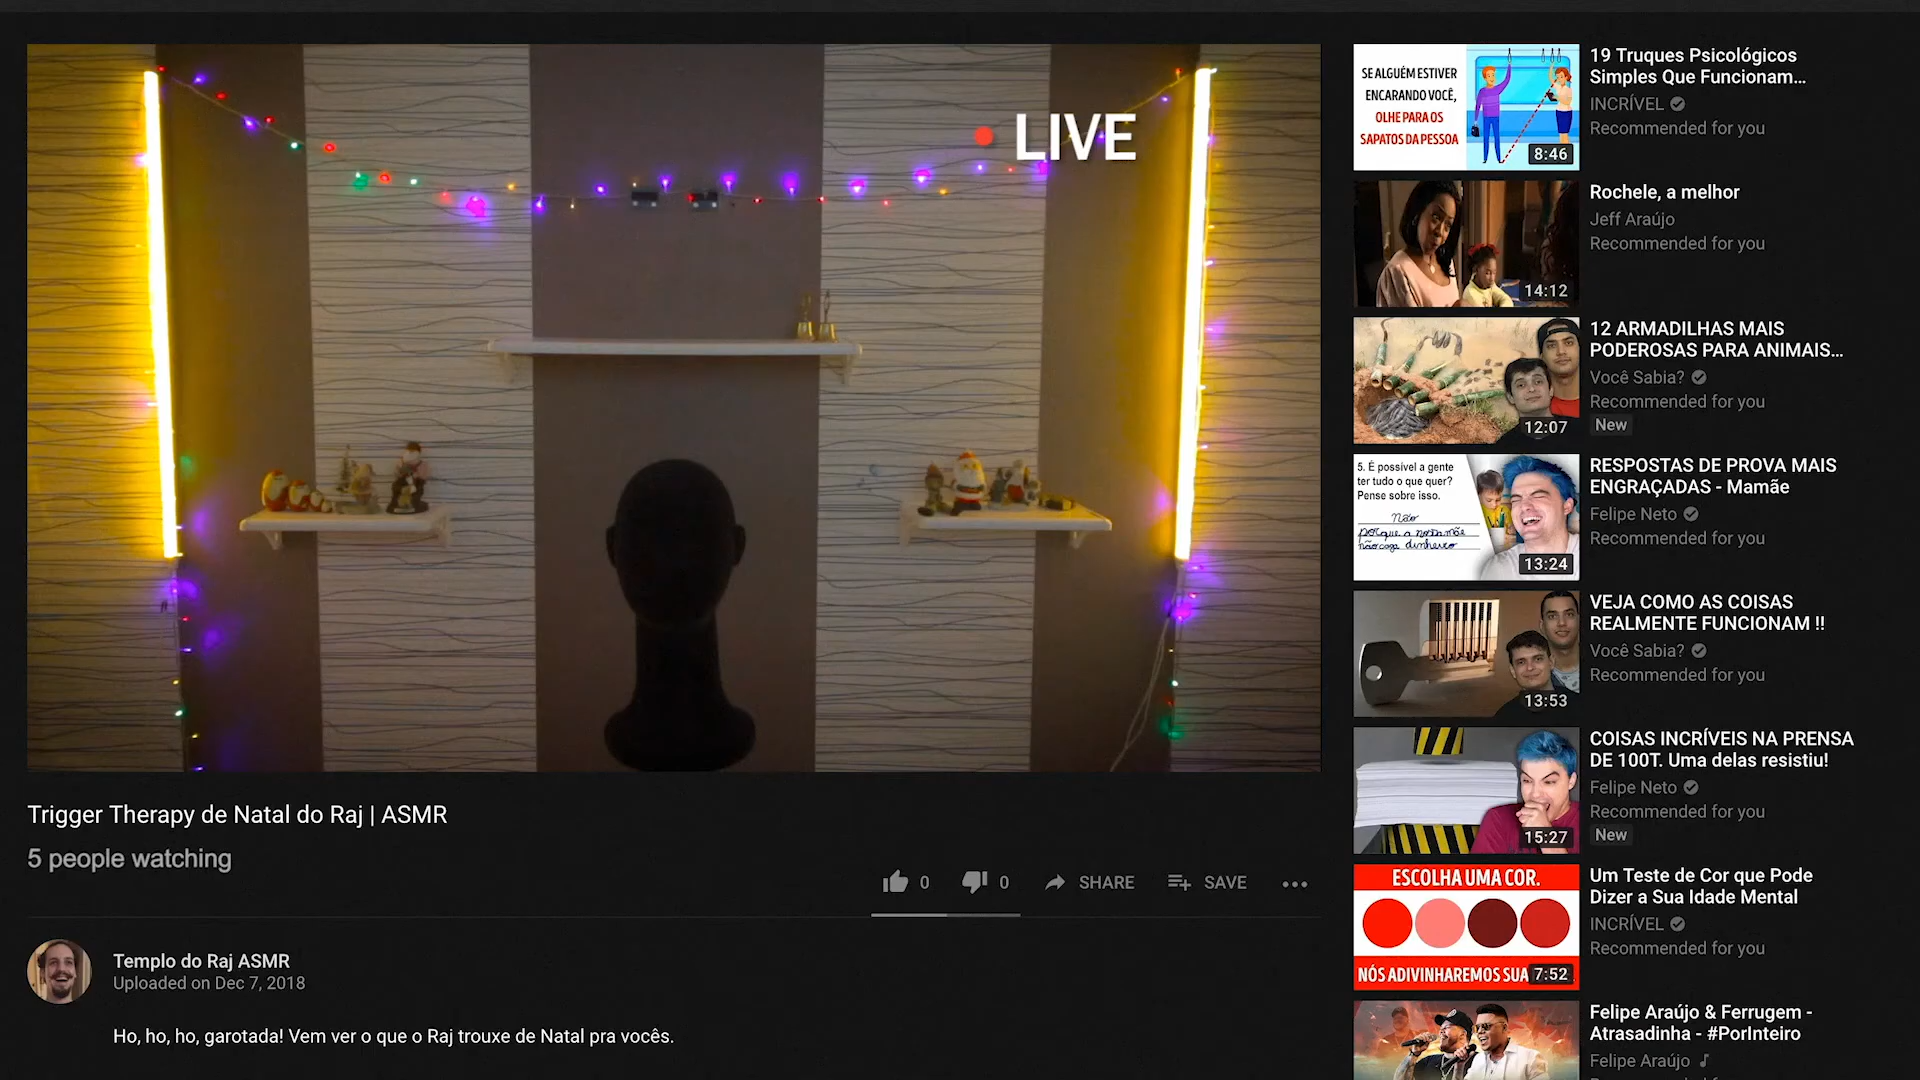 LIVE
Trigger Therapy de Natal do Raj | ASMR
5 people watching
0
0
SHARE
SAVE
Templo do Raj ASMR
Uploaded on Dec 7, 2018
Ho, ho, ho, garotada! Vem ver o que o Raj trouxe de Natal pra vocês.
SE ALGUÉM ESTIVER
ENCARANDO VOCÊ,
OLHE PARA OS
SAPATOS DA PESSOA
8:46
19 Truques Psicológicos
Simples Que Funcionam...
INCRÍVEL
Recommended for you
14:12
Rochele, a melhor
Jeff Araújo
Recommended for you
12:07
12 ARMADILHAS MAIS
PODEROSAS PARA ANIMAIS...
Você Sabia?
Recommended for you
New
5. É possível a gente
ter tudo o que quer?
Pense sobre isso.
Não
porque a nossa mãe
não caga dinheiro
13:24
RESPOSTAS DE PROVA MAIS
ENGRAÇADAS - Mamãe
Felipe Neto
Recommended for you
13:53
VEJA COMO AS COISAS
REALMENTE FUNCIONAM !!
Você Sabia?
Recommended for you
15:27
COISAS INCRÍVEIS NA PRENSA
DE 100T. Uma delas resistiu!
Felipe Neto
Recommended for you
New
ESCOLHA UMA COR.
NÓS ADIVINHAREMOS SUA
7:52
Um Teste de Cor que Pode
Dizer a Sua Idade Mental
INCRÍVEL
Recommended for you
Felipe Araújo & Ferrugem -
Atrasadinha - #PorInteiro
Felipe Araújo